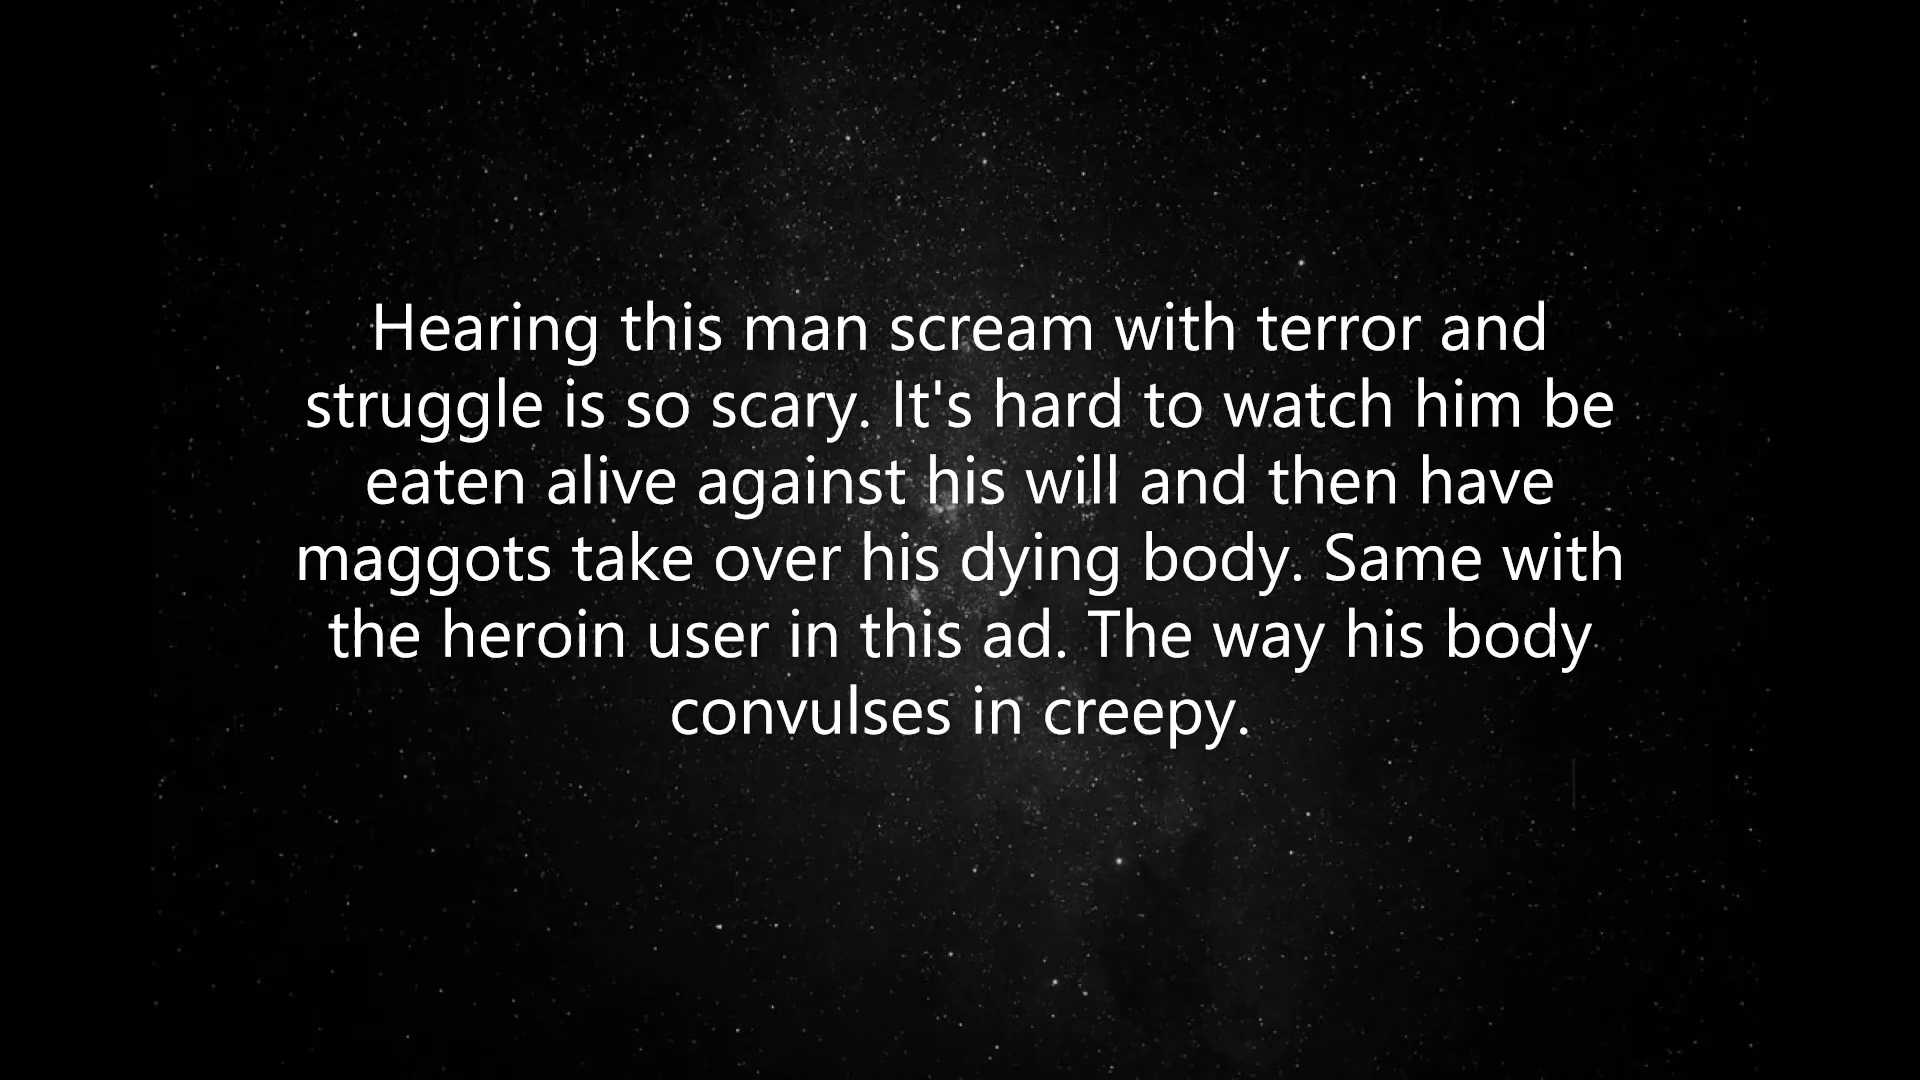 Hearing this man scream with terror and
struggle is so scary. It's hard to watch him be
eaten alive against his will and then have
maggots take over his dying body. Same with
the heroin user in this ad. The way his body
convulses in creepy.